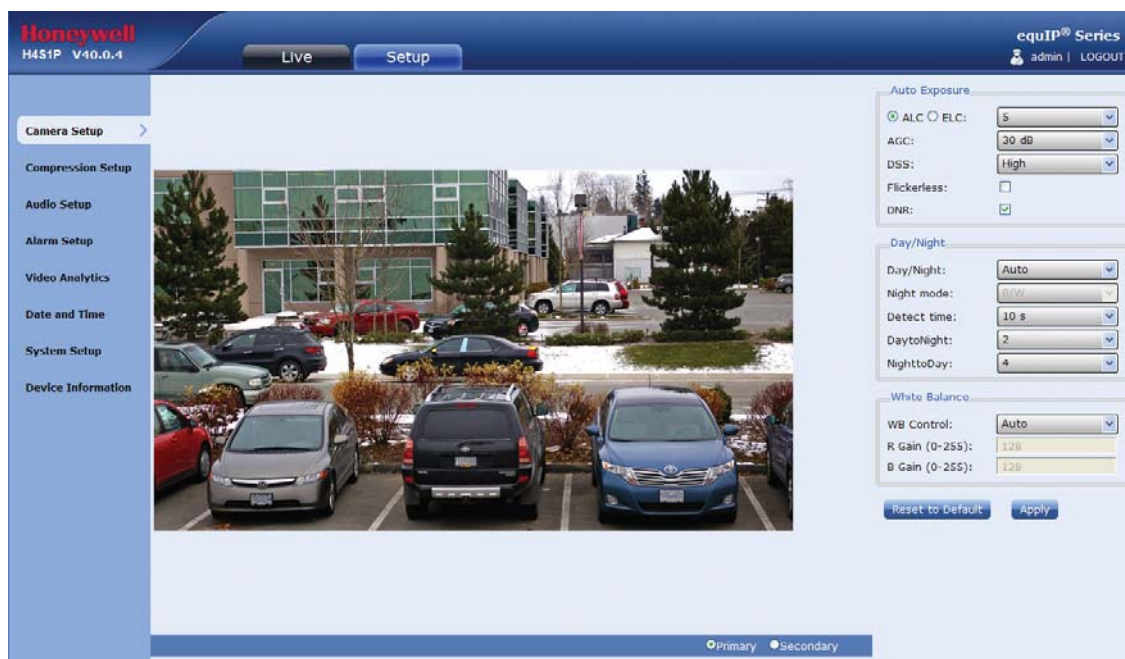 Honeywell
H4S1P V40.0.4
Live
Setup
equIP® Series
admin | LOGOUT
Camera Setup
Compression Setup
Audio Setup
Alarm Setup
Video Analytics
Date and Time
System Setup
Device Information
Auto Exposure
ALC ELC: 5
AGC: 30 dB
DSS: High
Flickerless:
DNR:
Day/Night
Day/Night: Auto
Night mode: B/W
Detect time: 10 s
DaytoNight: 2
NighttoDay: 4
White Balance
WB Control: Auto
R Gain (0-255): 128
B Gain (0-255): 128
Reset to Default
Apply
Primary Secondary